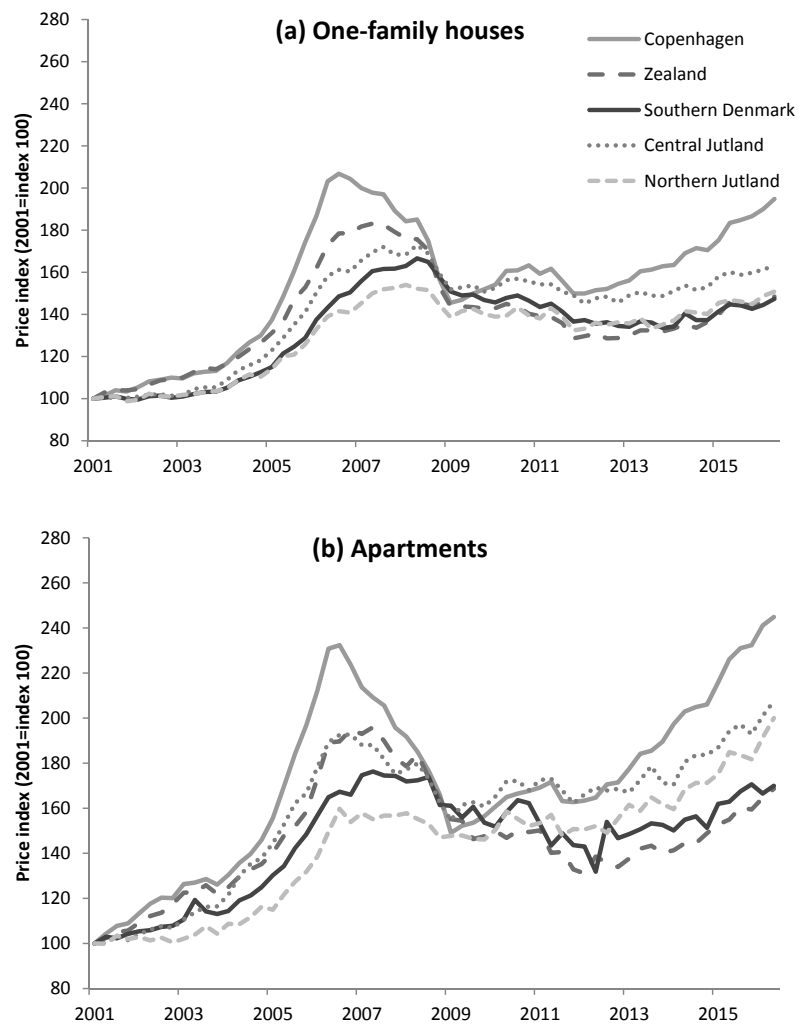 (a) One-family houses
Copenhagen
Zealand
Southern Denmark
Central Jutland
Northern Jutland
Price index (2001=index 100)
280
260
240
220
200
180
160
140
120
100
80
2001 2003 2005 2007 2009 2011 2013 2015
(b) Apartments
Price index (2001=index 100)
280
260
240
220
200
180
160
140
120
100
80
2001 2003 2005 2007 2009 2011 2013 2015